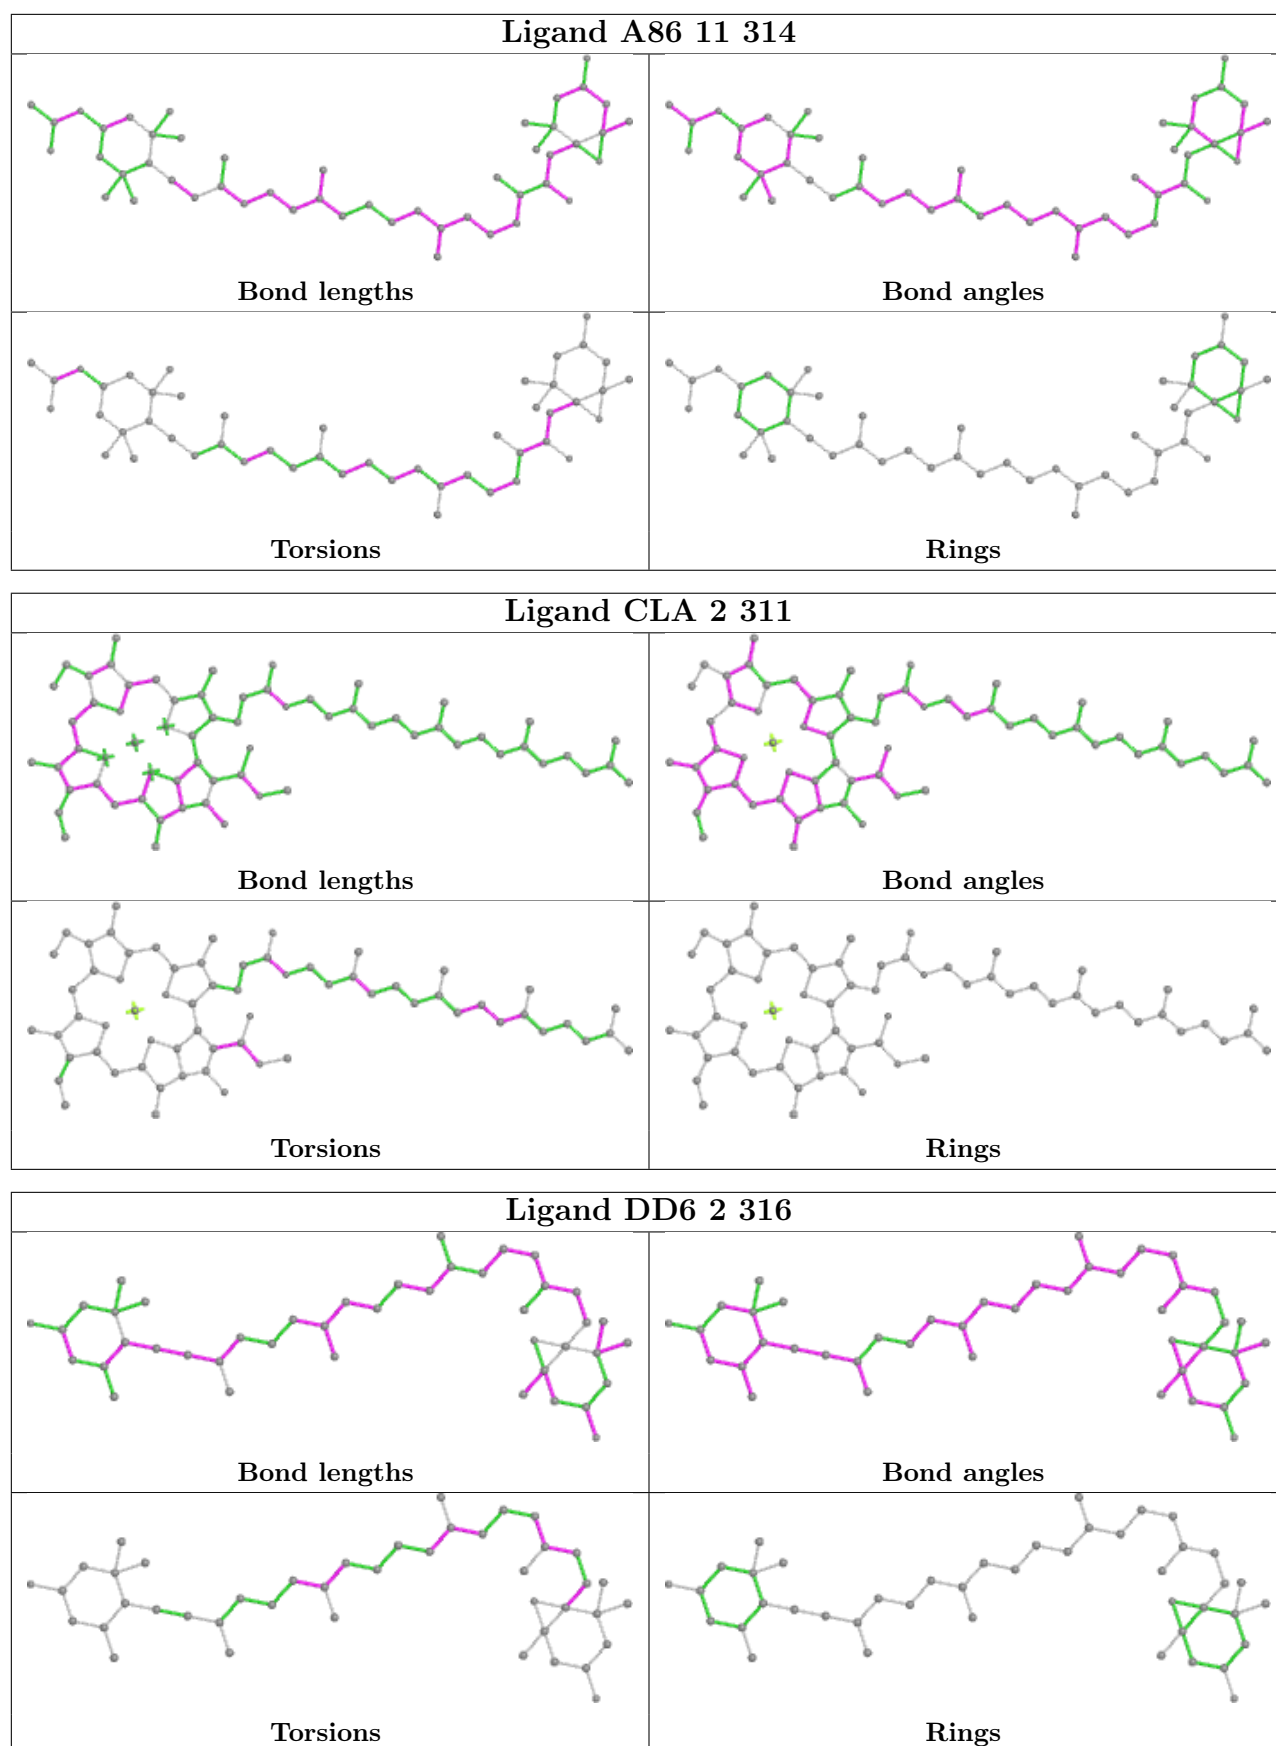 Ligand A86 11 314
Bond lengths
Bond angles
Torsions
Rings
Ligand CLA 2 311
Bond lengths
Bond angles
Torsions
Rings
Ligand DD6 2 316
Bond lengths
Bond angles
Torsions
Rings